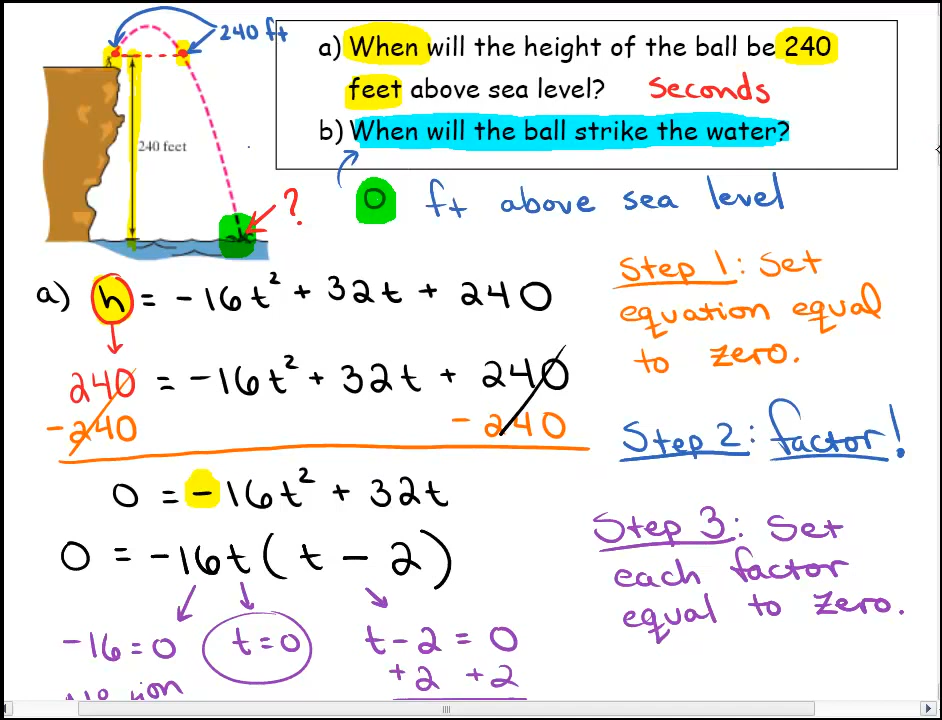 240 ft
a) When will the height of the ball be 240
feet above sea level? Seconds
b) When will the ball strike the water?
240 feet
?
0 ft above sea level
a) h = -16t² + 32t + 240
240 = -16t² + 32t + 240
-240 - 240
0 = -16t² + 32t
0 = -16t(t - 2)
-16=0 t=0 t-2 = 0
+2 +2
Step 1: Set
equation equal
to zero.
Step 2: factor!
Step 3: Set
each factor
equal to zero.